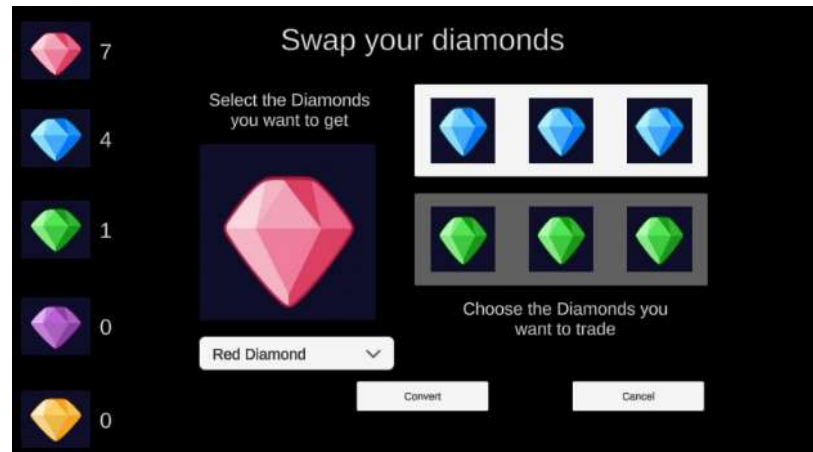 Swap your diamonds
7
4
1
0
0
Select the Diamonds
you want to get
Red Diamond
Choose the Diamonds you
want to trade
Convert
Cancel